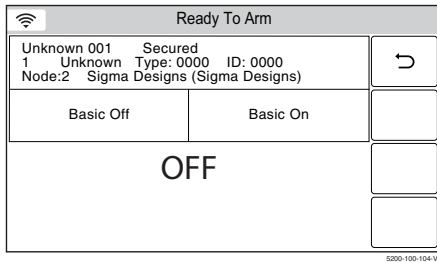 Ready To Arm
Unknown 001 Secured
1 Unknown Type: 0000 ID: 0000
Node:2 Sigma Designs (Sigma Designs)
Basic Off
Basic On
OFF
5200-100-104-V